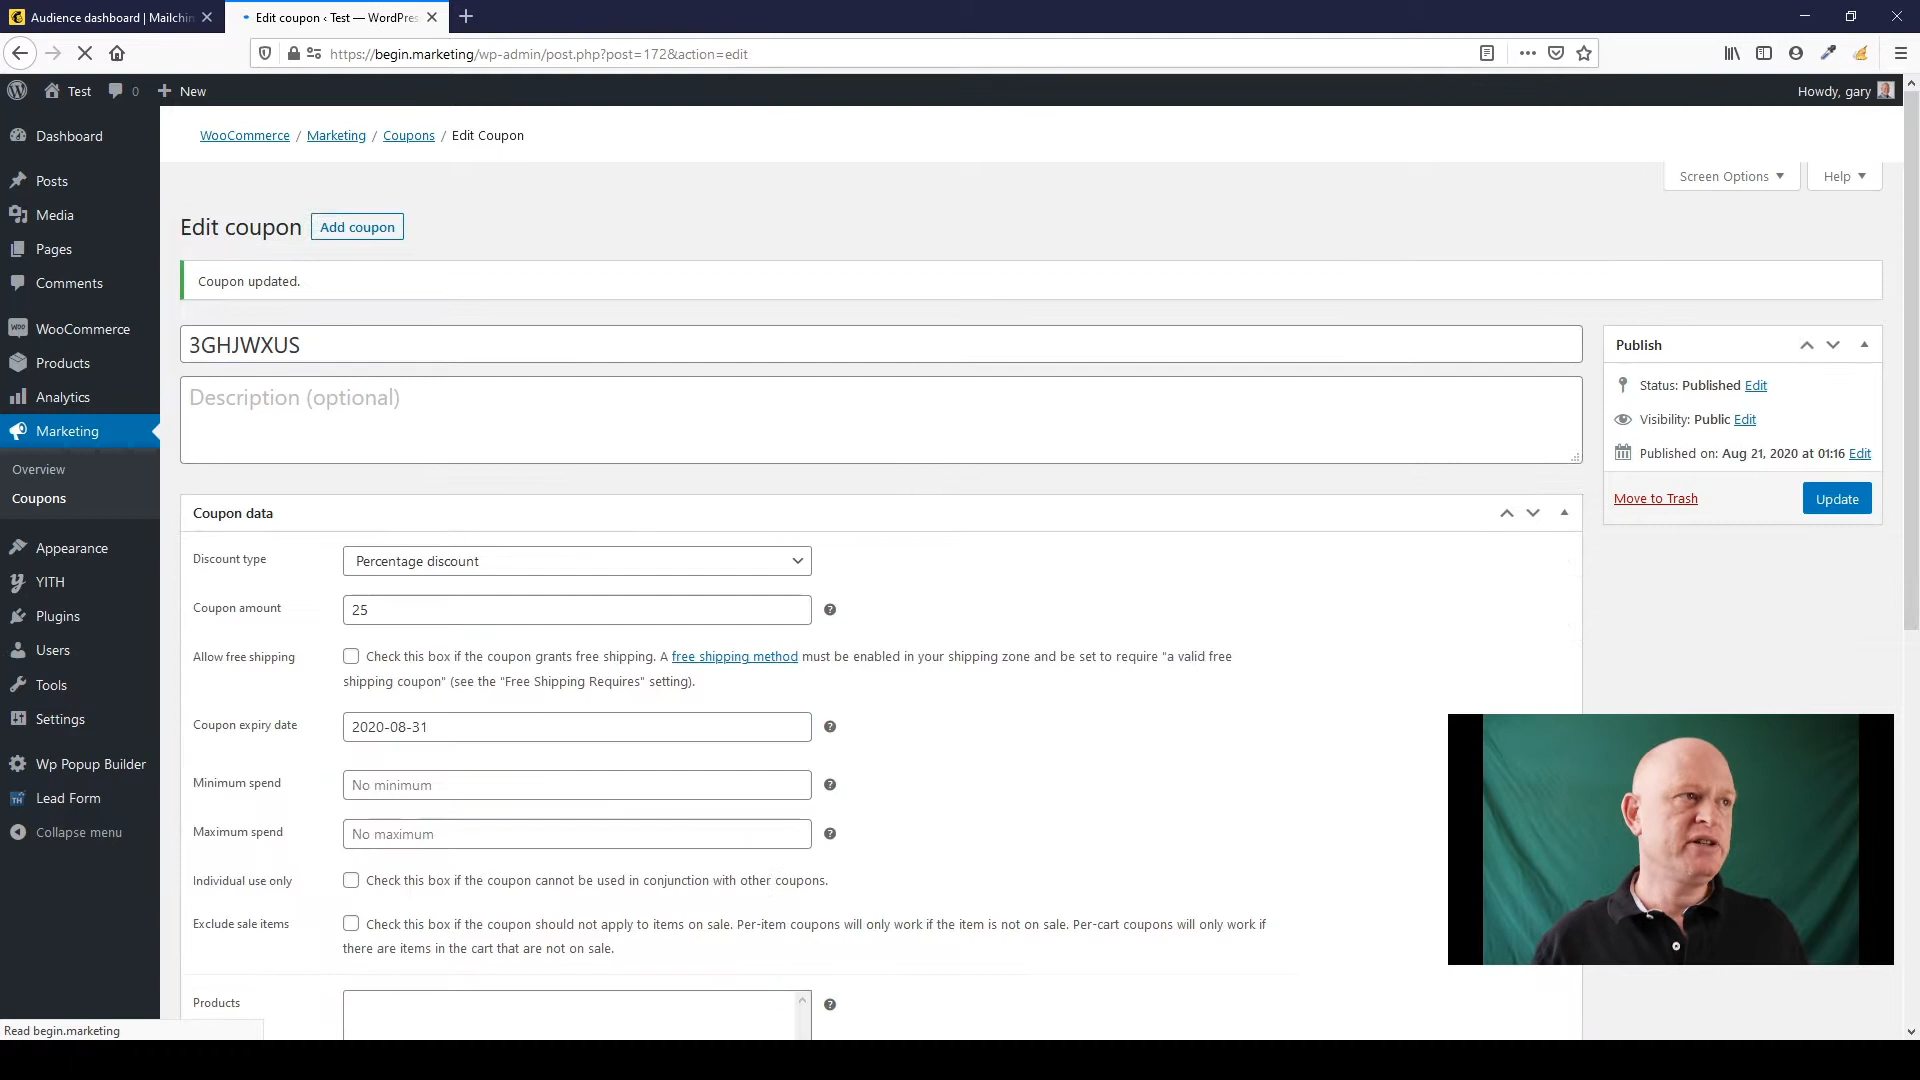 Audience dashboard | Mailchin
Edit coupon ‹ Test — WordPres
https://begin.marketing/wp-admin/post.php?post=172&action=edit
Test
0
New
Howdy, gary
Dashboard
Posts
Media
Pages
Comments
WooCommerce
Products
Analytics
Marketing
Overview
Coupons
Appearance
YITH
Plugins
Users
Tools
Settings
Wp Popup Builder
Lead Form
Collapse menu
Read begin.marketing
WooCommerce / Marketing / Coupons / Edit Coupon
Screen Options
Help
Edit coupon
Add coupon
Coupon updated.
3GHJWXUS
Description (optional)
Publish
Status: Published Edit
Visibility: Public Edit
Published on: Aug 21, 2020 at 01:16 Edit
Move to Trash
Update
Coupon data
Discount type
Percentage discount
Coupon amount
25
Allow free shipping
Check this box if the coupon grants free shipping. A free shipping method must be enabled in your shipping zone and be set to require "a valid free
shipping coupon" (see the "Free Shipping Requires" setting).
Coupon expiry date
2020-08-31
Minimum spend
No minimum
Maximum spend
No maximum
Individual use only
Check this box if the coupon cannot be used in conjunction with other coupons.
Exclude sale items
Check this box if the coupon should not apply to items on sale. Per-item coupons will only work if the item is not on sale. Per-cart coupons will only work if
there are items in the cart that are not on sale.
Products